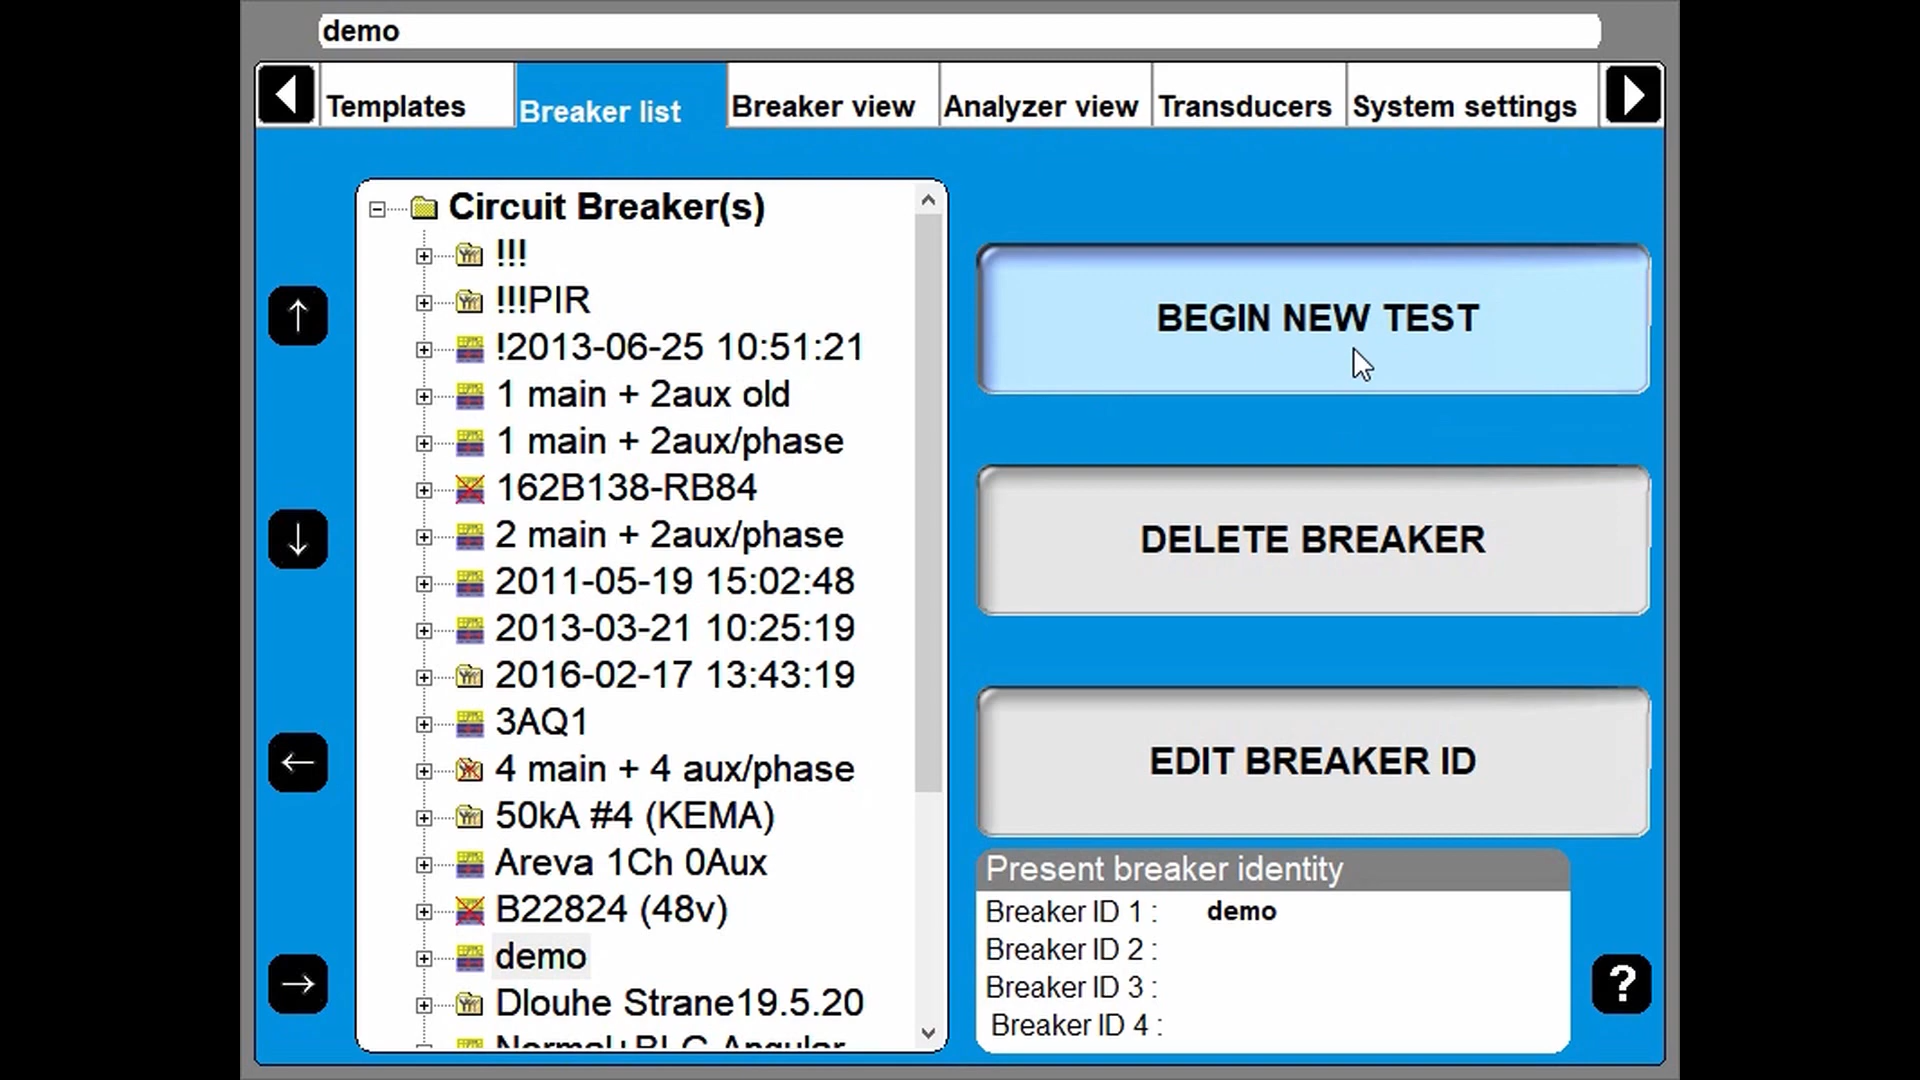 demo
Templates
Breaker list
Breaker view
Analyzer view
Transducers
System settings
Circuit Breaker(s)
!!!
!!!PIR
!2013-06-25 10:51:21
1 main + 2aux old
1 main + 2aux/phase
162B138-RB84
2 main + 2aux/phase
2011-05-19 15:02:48
2013-03-21 10:25:19
2016-02-17 13:43:19
3AQ1
4 main + 4 aux/phase
50kA #4 (KEMA)
Areva 1Ch 0Aux
B22824 (48v)
demo
Dlouhe Strane19.5.20
BEGIN NEW TEST
DELETE BREAKER
EDIT BREAKER ID
Present breaker identity
Breaker ID 1 : demo
Breaker ID 2 :
Breaker ID 3 :
Breaker ID 4 :
?